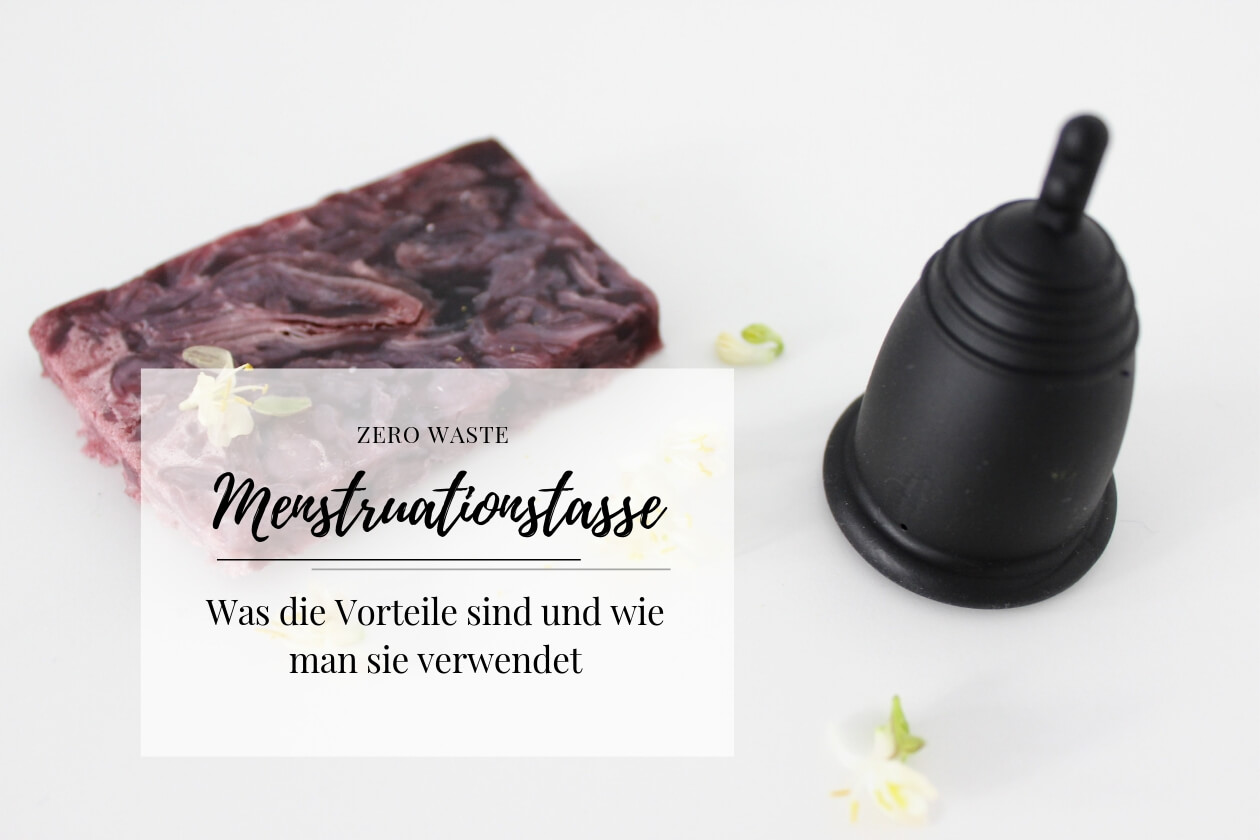 ZERO WASTE
Menstruationstasse
Was die Vorteile sind und wie
man sie verwendet